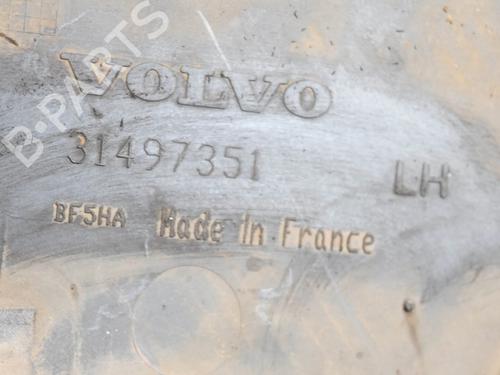 B-PARTS
VOLVO
31497351
LH
BF5HA Made In France